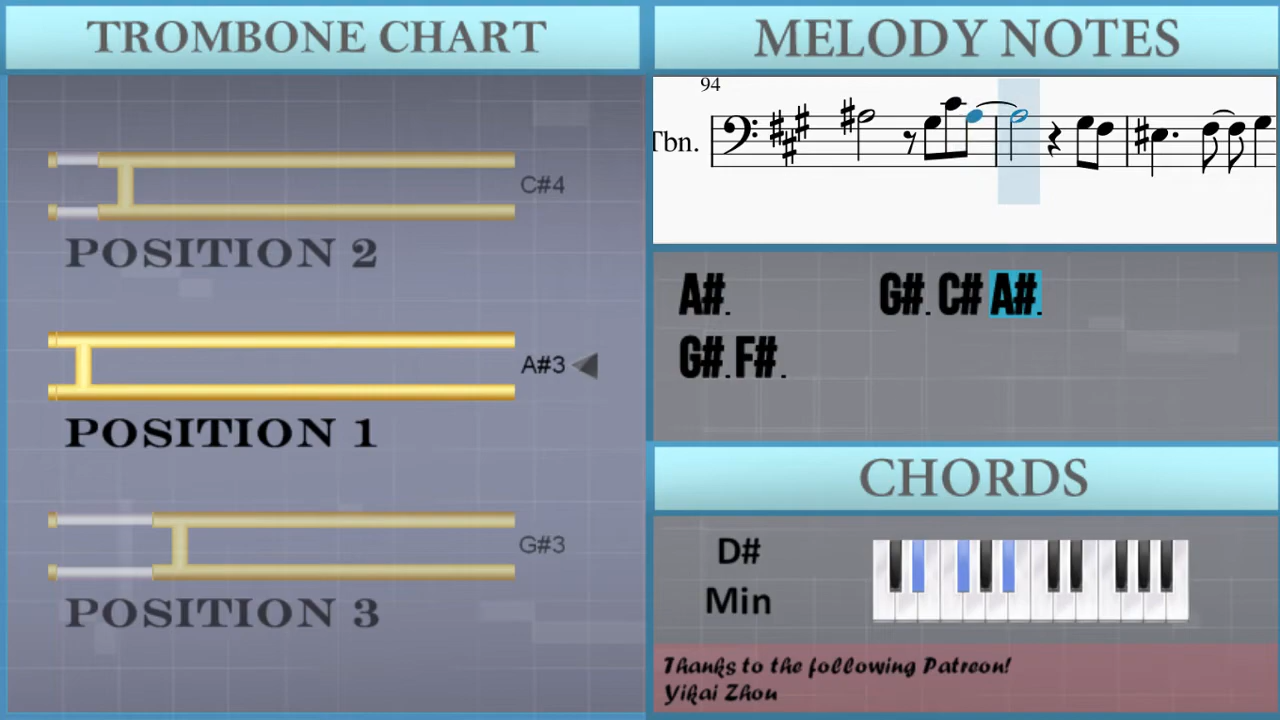 TROMBONE CHART
C#4
POSITION 2
A#3
POSITION 1
G#3
POSITION 3
MELODY NOTES
94
Tbn.
A#. G#. C# A#.
G#.F#.
CHORDS
D#
Min
Thanks to the following Patreon!
Yikai Zhou